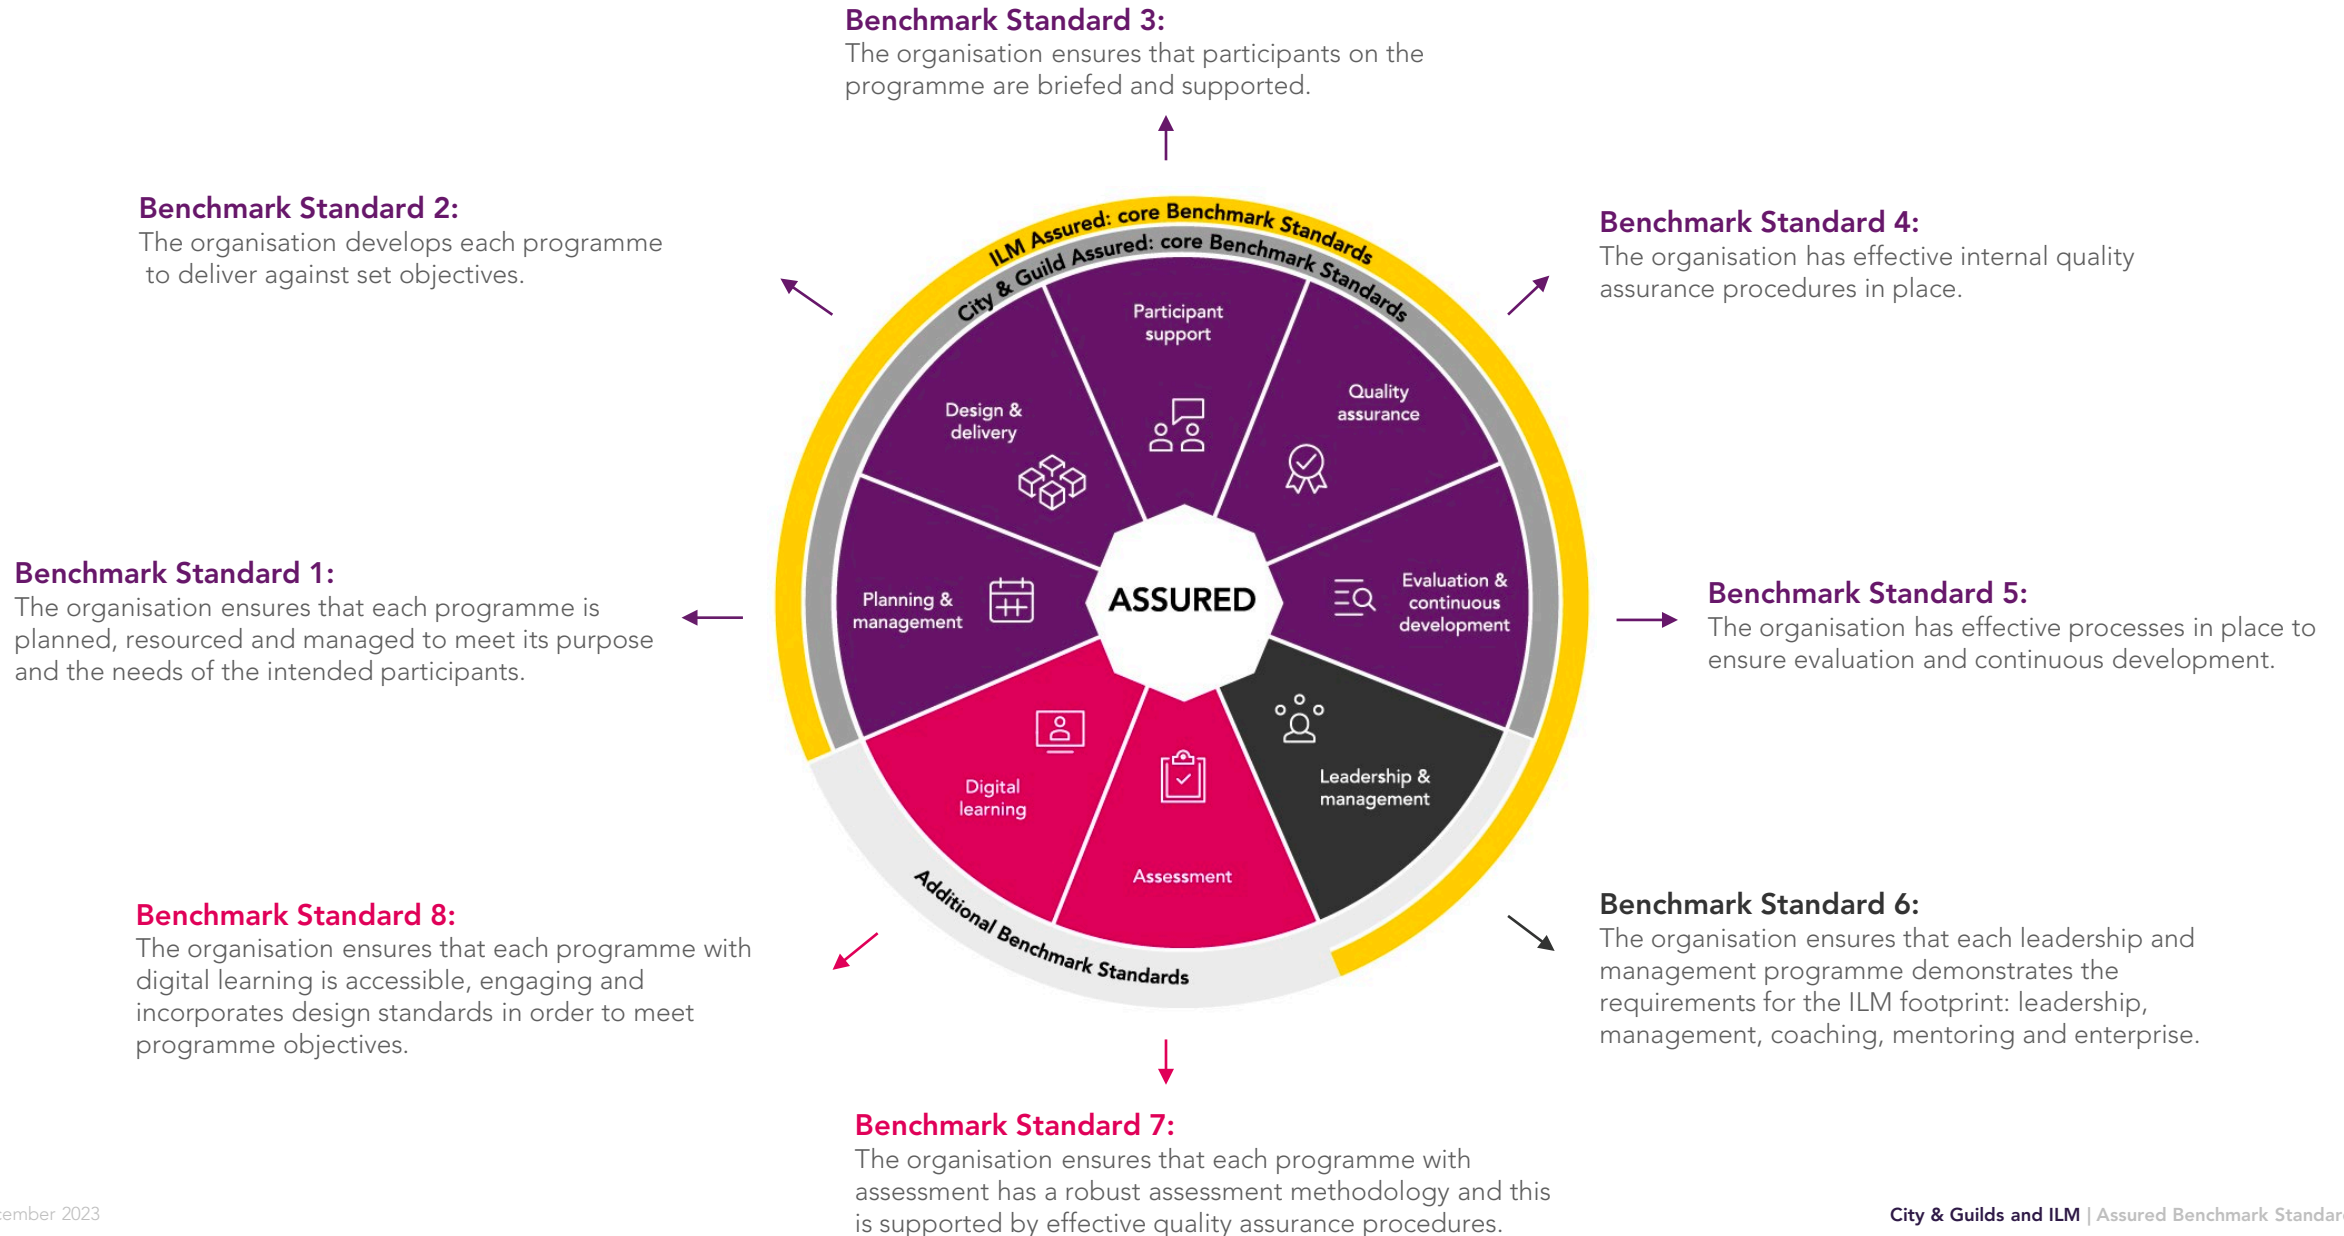 Benchmark Standard 3:
The organisation ensures that participants on the
programme are briefed and supported.
Benchmark Standard 2:
The organisation develops each programme
to deliver against set objectives.
Benchmark Standard 4:
The organisation has effective internal quality
assurance procedures in place.
ILM Assured: core Benchmark Standards
City & Guild Assured: core Benchmark Standards
Participant
support
Quality
assurance
Design &
delivery
Benchmark Standard 1:
The organisation ensures that each programme is
planned, resourced and managed to meet its purpose
and the needs of the intended participants.
Planning &
management
ASSURED
Evaluation &
continuous
development
Benchmark Standard 5:
The organisation has effective processes in place to
ensure evaluation and continuous development.
Digital
learning
Assessment
Leadership &
management
Additional Benchmark Standards
Benchmark Standard 8:
The organisation ensures that each programme with
digital learning is accessible, engaging and
incorporates design standards in order to meet
programme objectives.
Benchmark Standard 6:
The organisation ensures that each leadership and
management programme demonstrates the
requirements for the ILM footprint: leadership,
management, coaching, mentoring and enterprise.
Benchmark Standard 7:
The organisation ensures that each programme with
assessment has a robust assessment methodology and this
is supported by effective quality assurance procedures.
2023
City & Guilds and ILM | Assured Benchmark